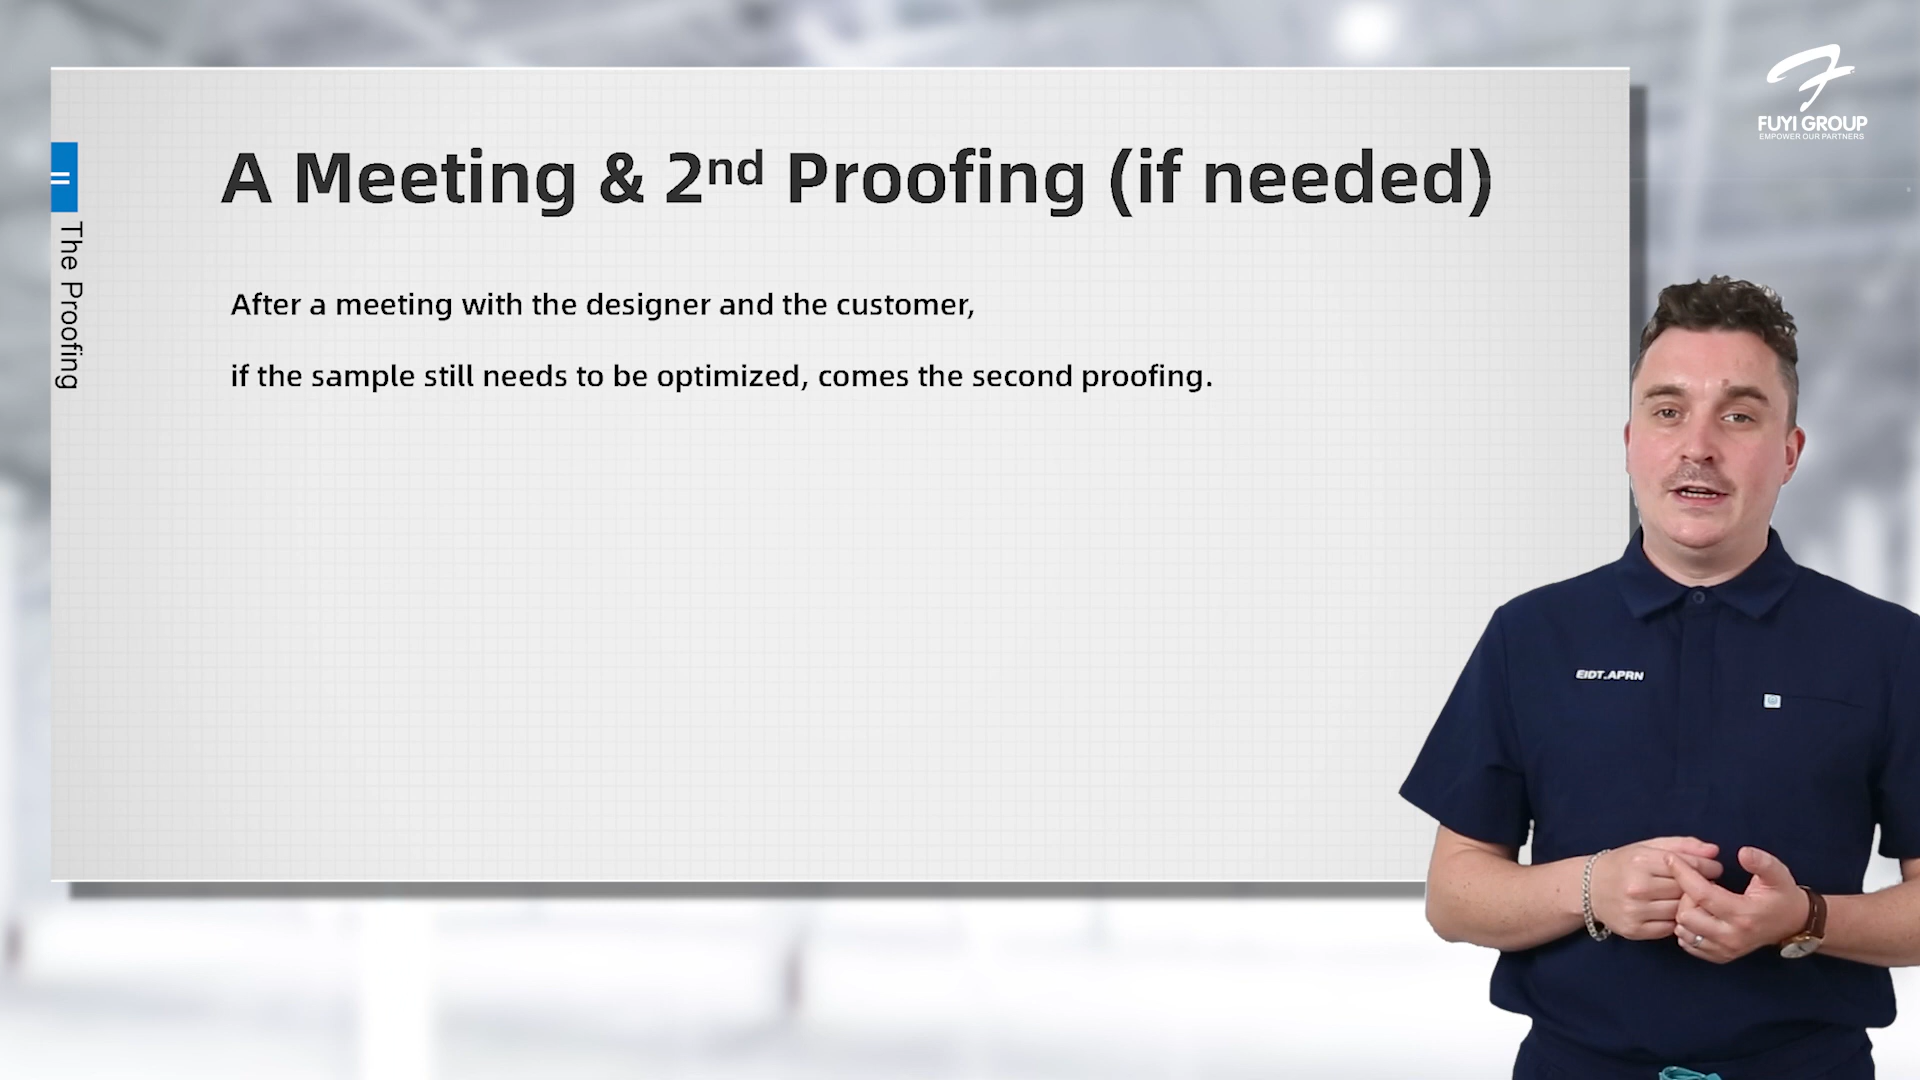 FUYI GROUP
EMPOWER OUR PARTNERS
A Meeting & 2nd Proofing (if needed)
II
The Proofing
After a meeting with the designer and the customer,
if the sample still needs to be optimized, comes the second proofing.
EIDT.APRN